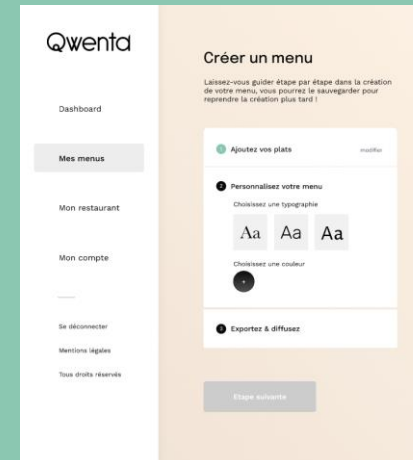 Qwenta
Dashboard
Mes menus
Mon restaurant
Mon compte
Se déconnecter
Mentions légales
Tous droits réservés
Créer un menu
Laissez-vous guider étape par étape dans la création
de votre menu, vous pourrez le sauvegarder pour
reprendre la création plus tard !
1 Ajoutez vos plats modifier
2 Personnalisez votre menu
Choisissez une typographie
Aa Aa Aa
Choisissez une couleur
+
3 Exportez & diffusez
Etape suivante